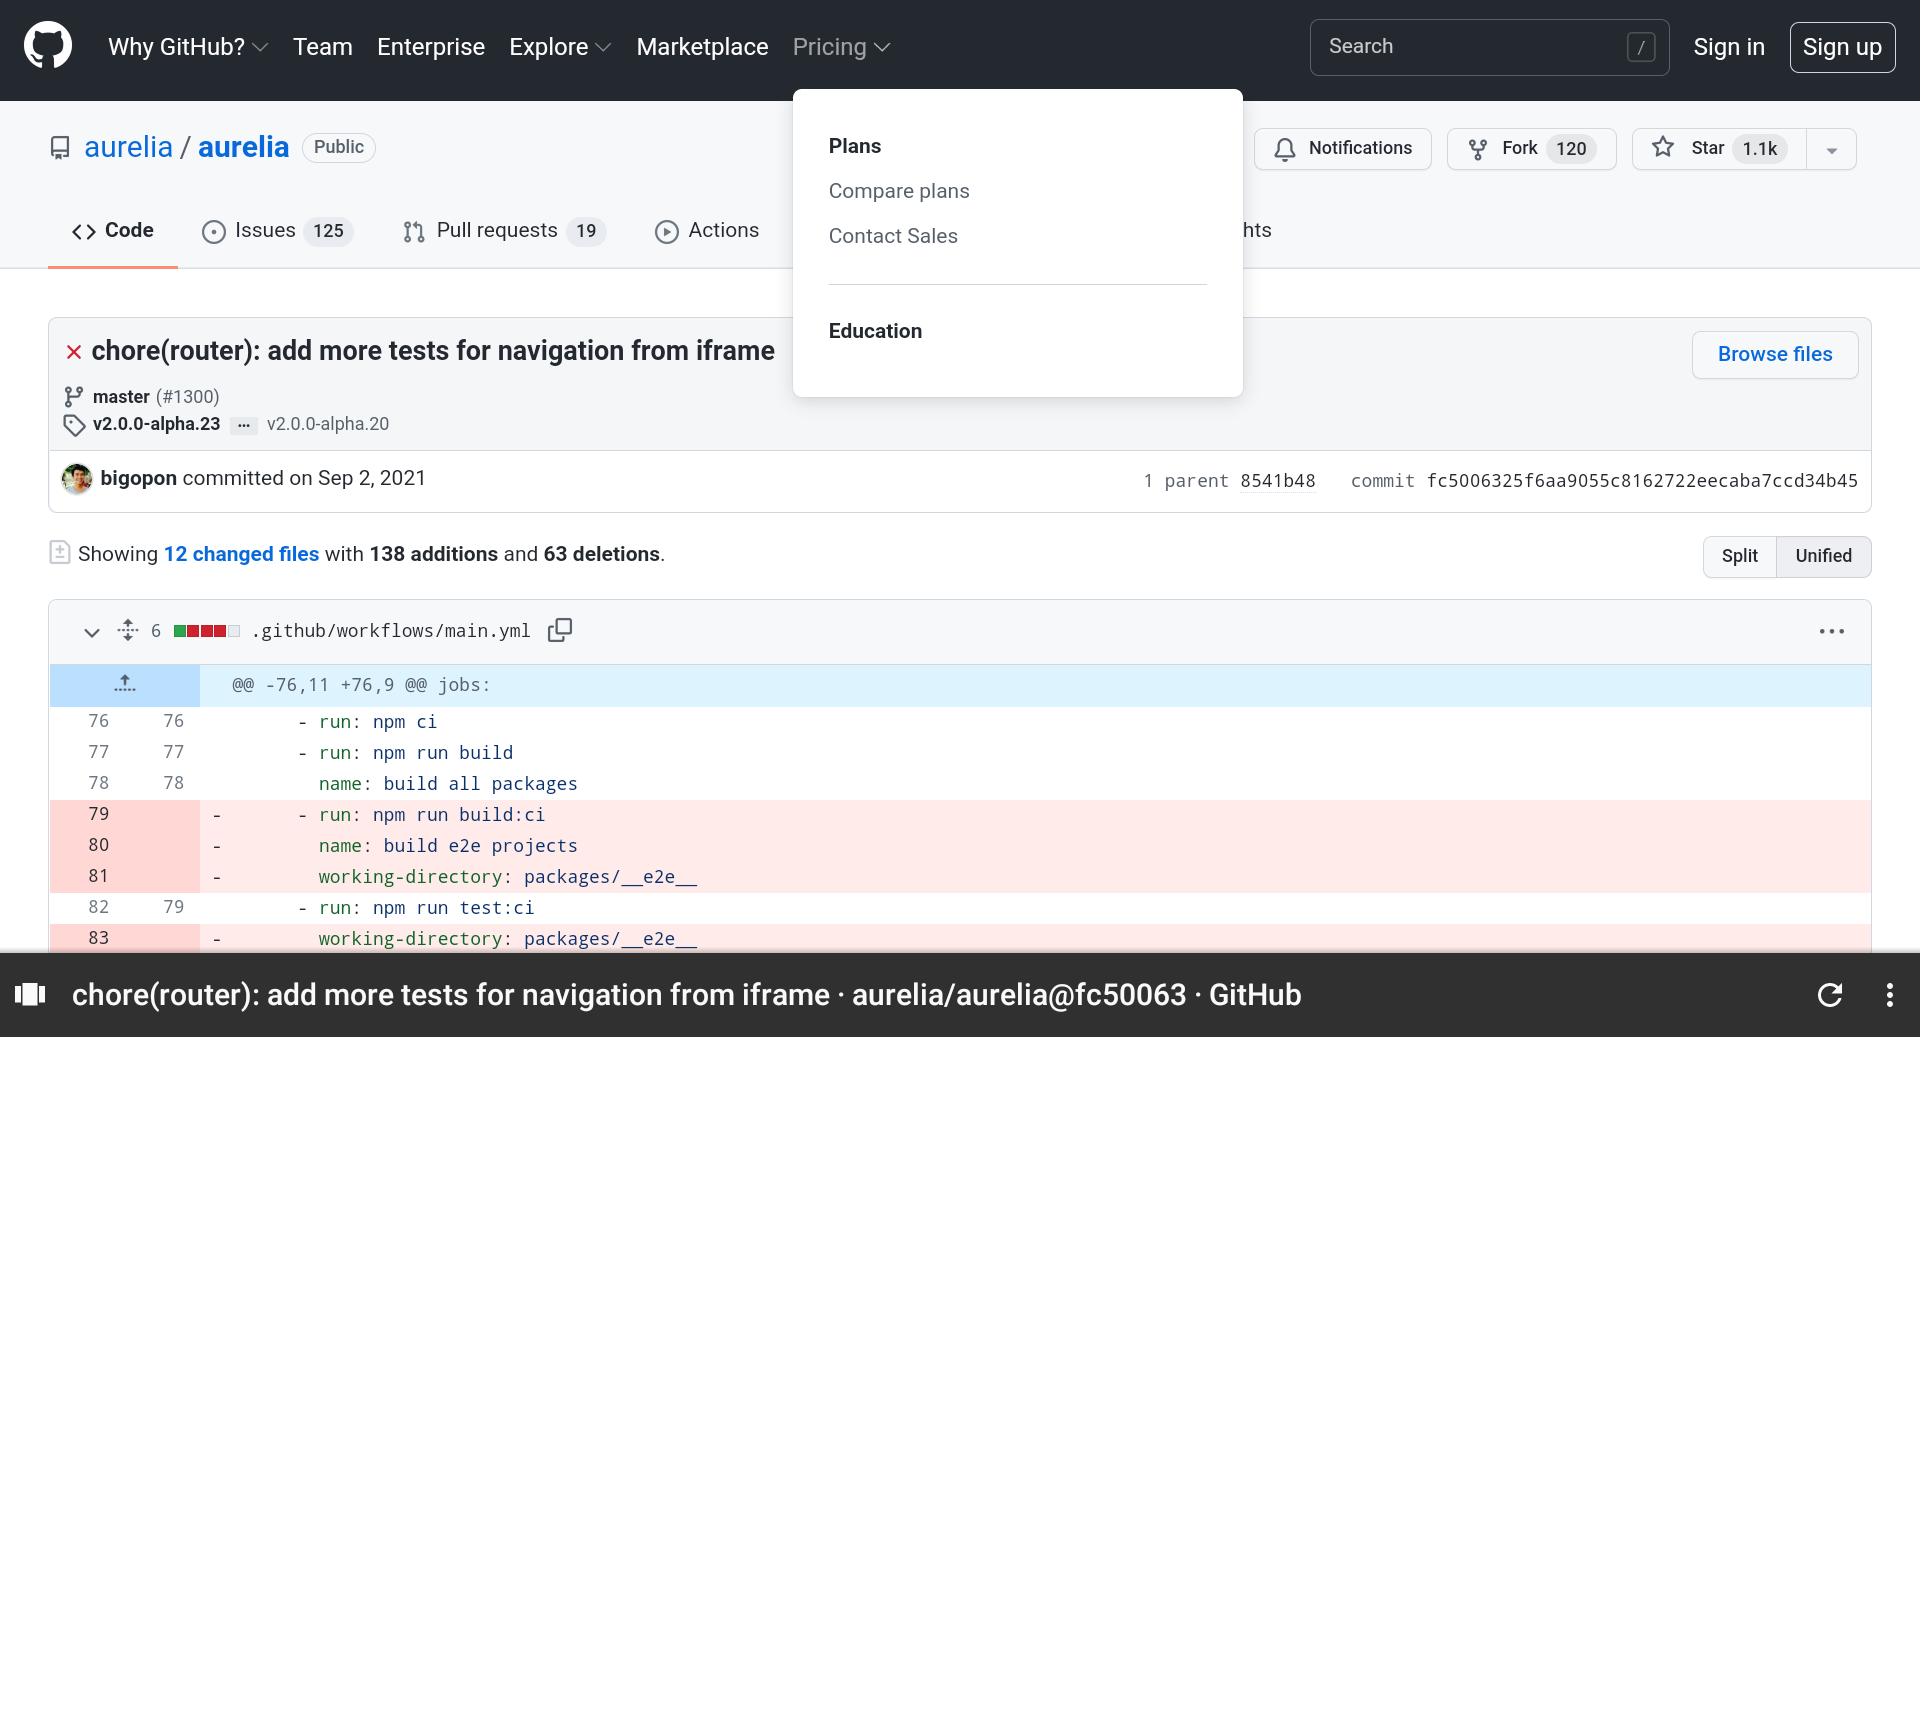 Why GitHub? Team Enterprise Explore Marketplace Pricing Search / Sign in Sign up
Plans
Compare plans
Contact Sales
Education
aurelia / aurelia Public Notifications Fork 120 Star 1.1k
Code Issues 125 Pull requests 19 Actions hts
chore(router): add more tests for navigation from iframe Browse files
master (#1300)
v2.0.0-alpha.23 … v2.0.0-alpha.20
bigopon committed on Sep 2, 2021 1 parent 8541b48 commit fc5006325f6aa9055c8162722eecaba7ccd34b45
Showing 12 changed files with 138 additions and 63 deletions. Split Unified
6 .github/workflows/main.yml
@@ -76,11 +76,9 @@ jobs:
76 76 - run: npm ci
77 77 - run: npm run build
78 78 name: build all packages
79 - - run: npm run build:ci
80 - name: build e2e projects
81 - working-directory: packages/__e2e__
82 79 - run: npm run test:ci
83 - working-directory: packages/__e2e__
chore(router): add more tests for navigation from iframe · aurelia/aurelia@fc50063 · GitHub